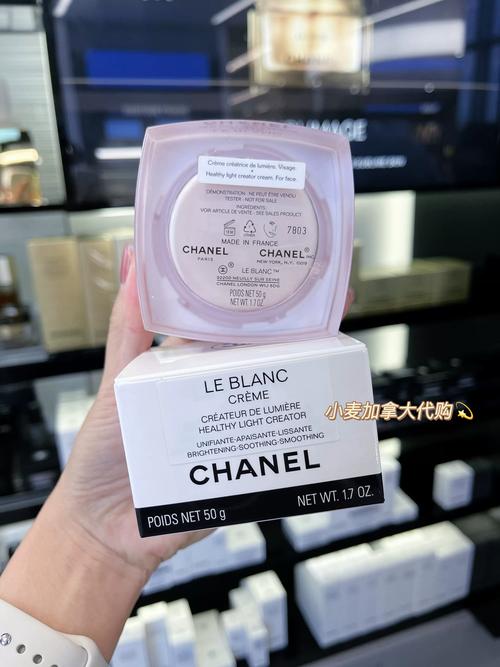 Crème créatrice de lumière. Visage.
Healthy light creator cream. For face.
DÉMONSTRATION - NE PEUT ÊTRE VENDU
TESTER - NOT FOR SALE
INGRÉDIENTS :
VOIR ARTICLE DE VENTE - SEE SALES PRODUCT
7803
MADE IN FRANCE
CHANEL CHANEL®
PARIS NEW YORK, N.Y. 10019
LE BLANC™
92200 NEUILLY SUR SEINE
CHANEL LONDON W1J 6DG
POIDS NET 50 g
NET WT. 1.7 OZ.
LE BLANC
CRÈME
CRÉATEUR DE LUMIÈRE
HEALTHY LIGHT CREATOR
UNIFIANTE-APAISANTE-LISSANTE
BRIGHTENING-SOOTHING-SMOOTHING
CHANEL
POIDS NET 50 g NET WT. 1.7 OZ.
小麦加拿大代购💫